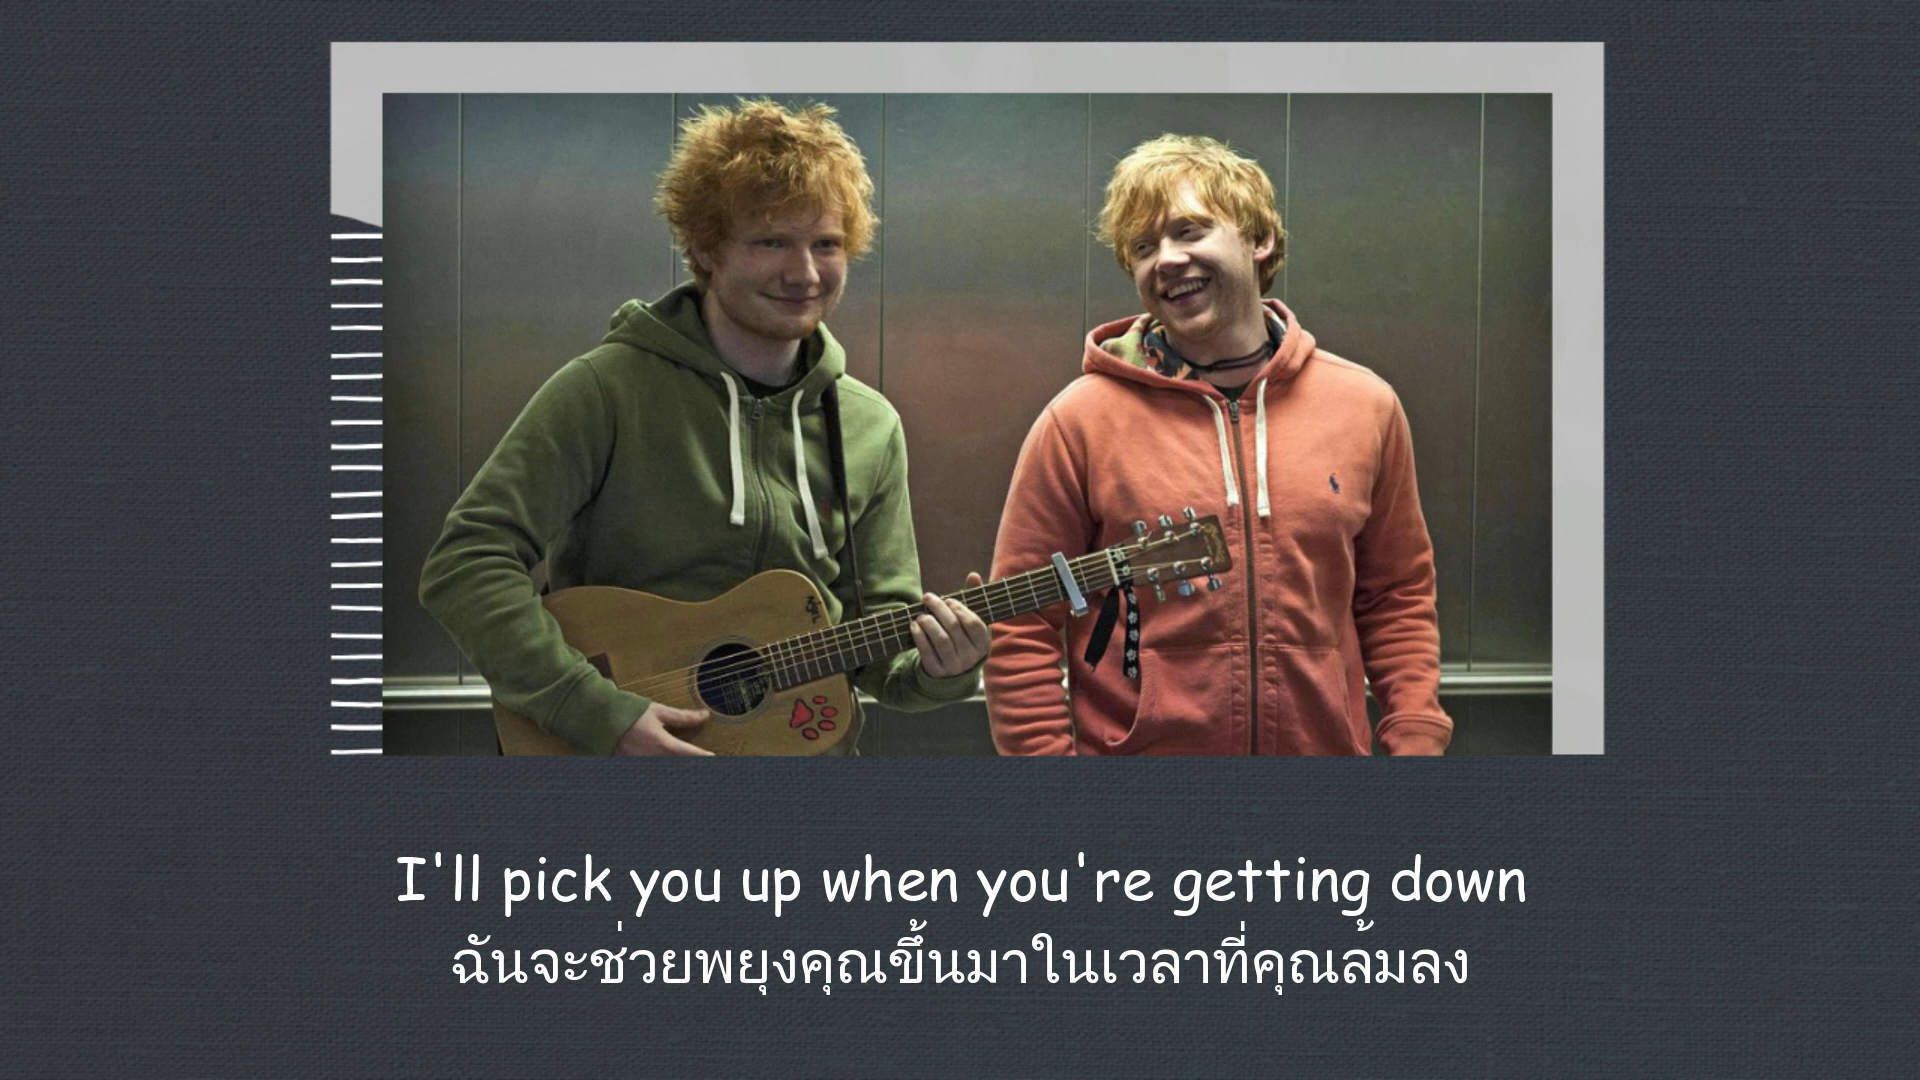 I'll pick you up when you're getting down
ฉันจะช่วยพยุงคุณขึ้นมาในเวลาที่คุณล้มลง